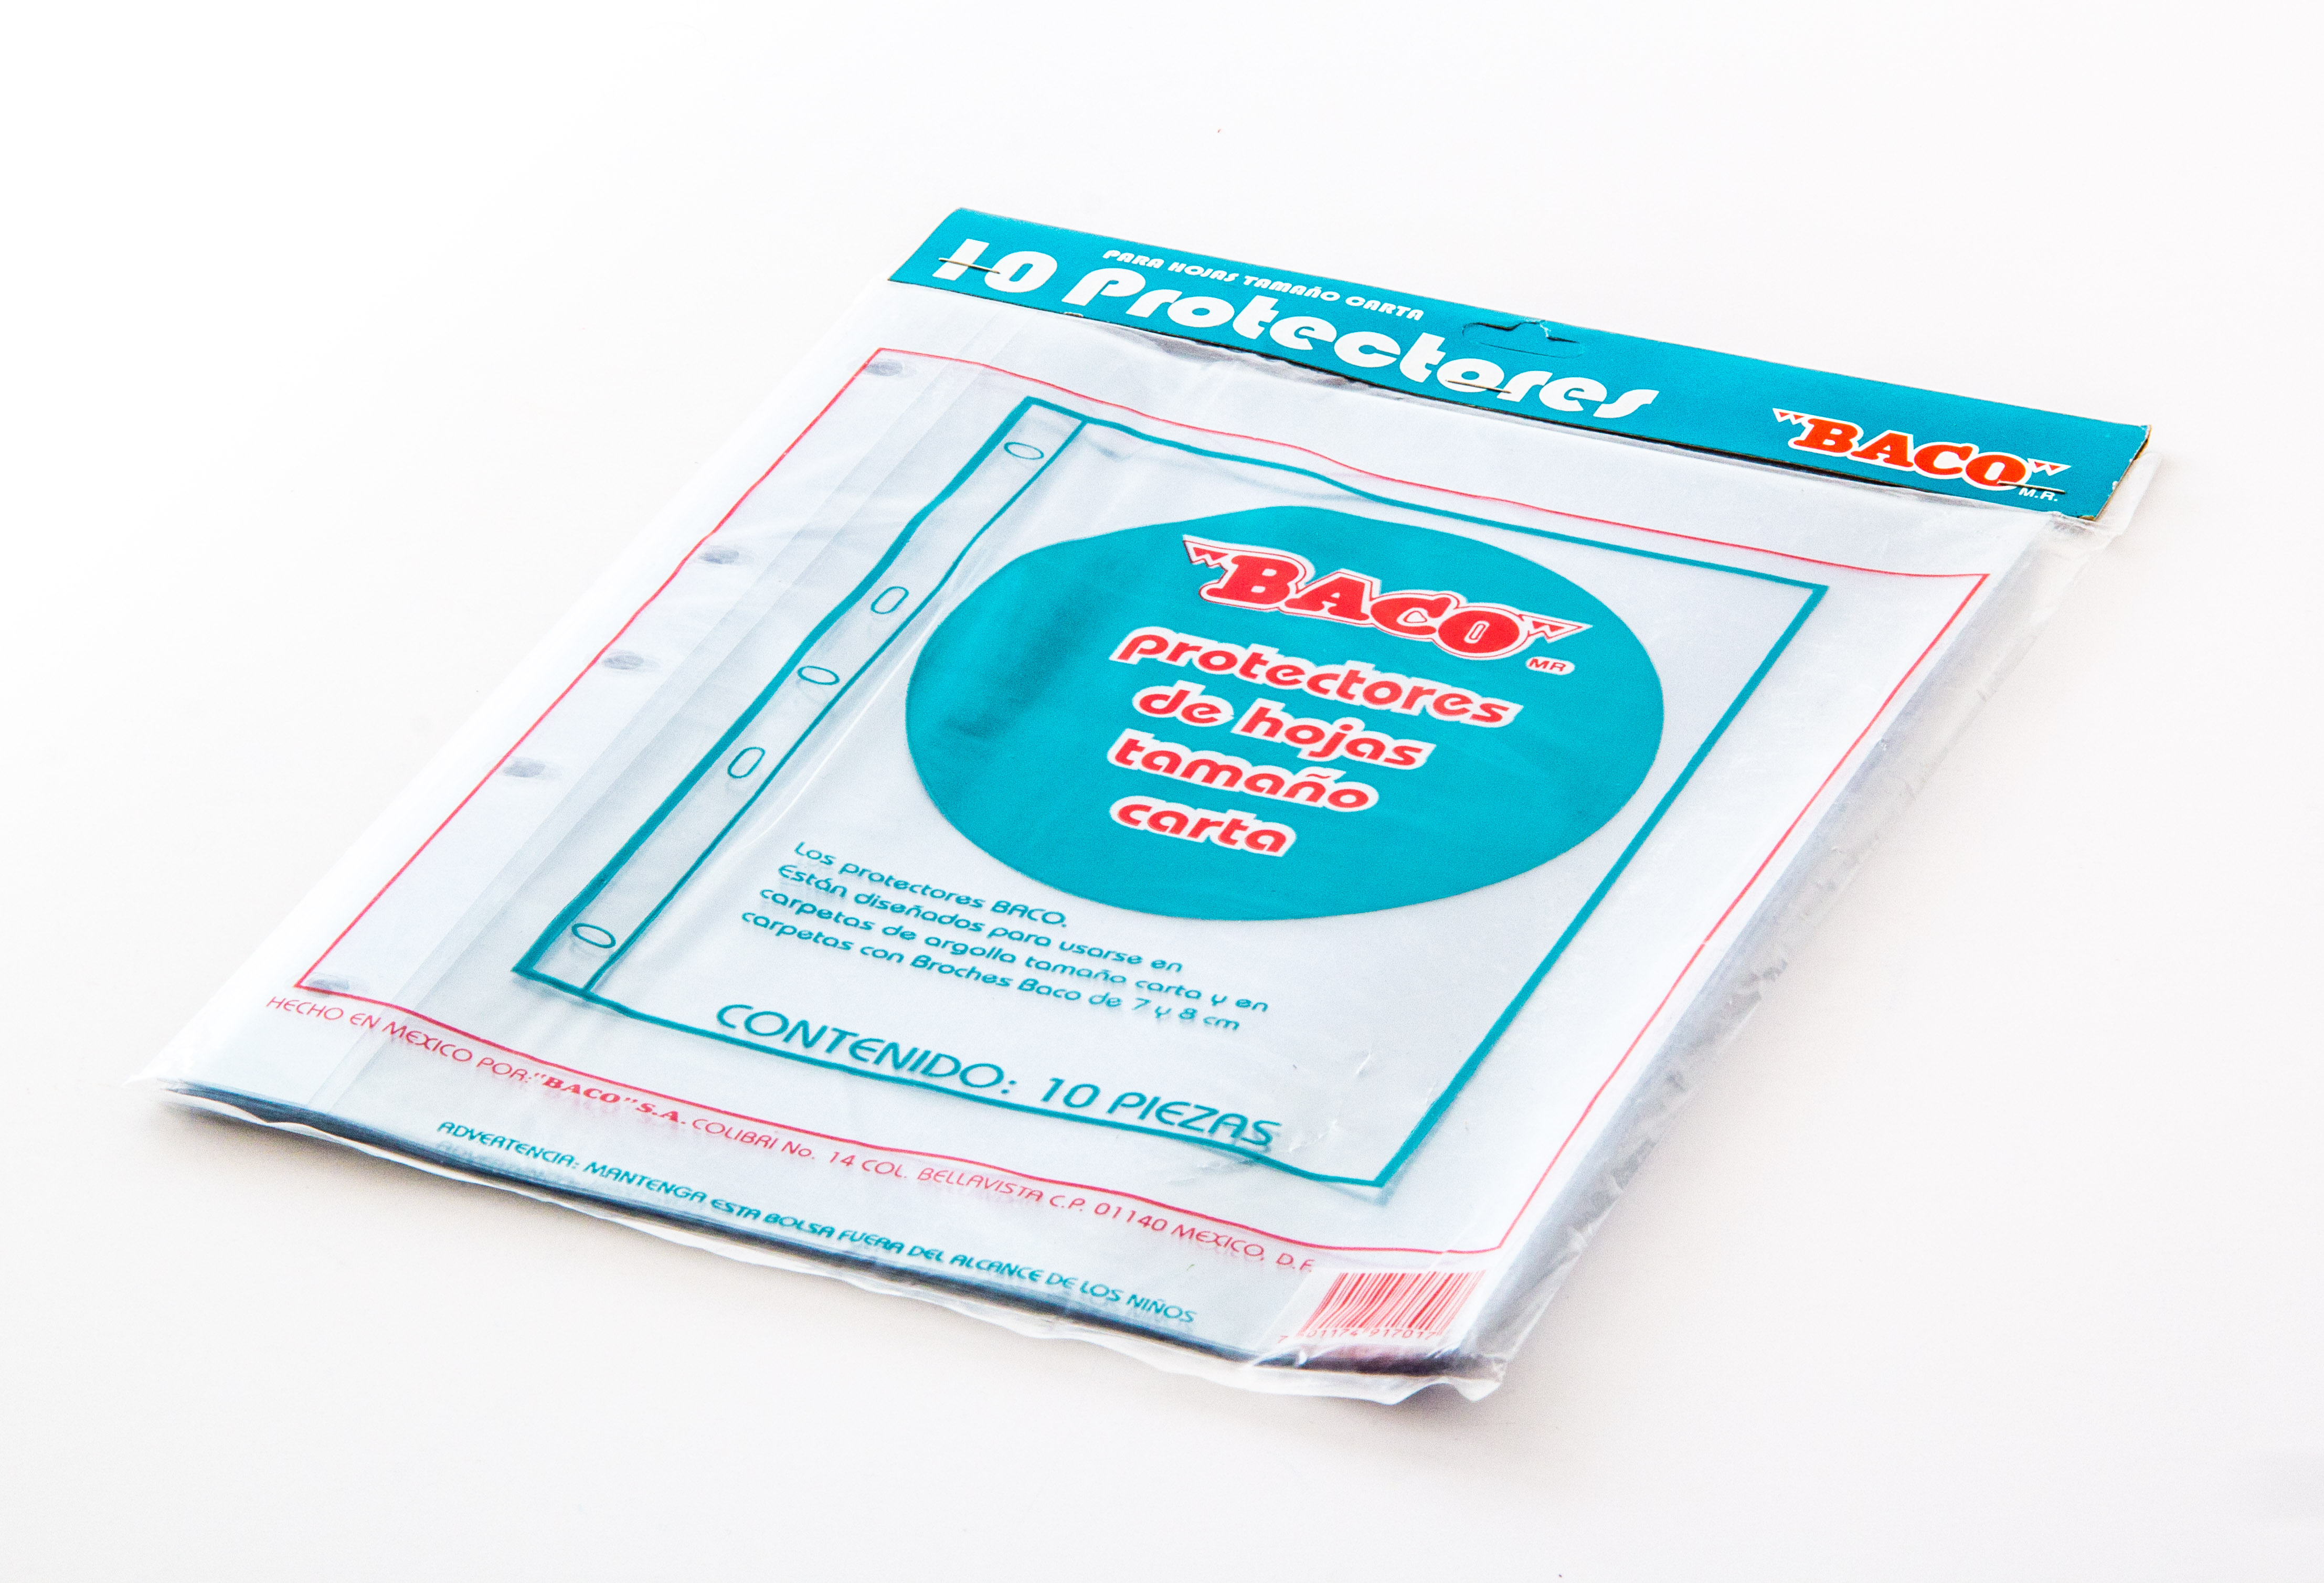 PARA HOJAS TAMAÑO CARTA
10 Protectores
"BACO"
M.R.
"BACO"
MR
protectores
de hojas
tamaño
carta
Los protectores BACO.
Están diseñados para usarse en
carpetas de argolla tamaño carta y en
carpetas con Broches Baco de 7 y 8 cm
CONTENIDO: 10 PIEZAS
HECHO EN MEXICO POR: "BACO" S.A. COLIBRI No. 14 COL. BELLAVISTA C.P. 01140 MEXICO, D.F.
ADVERTENCIA: MANTENGA ESTA BOLSA FUERA DEL ALCANCE DE LOS NIÑOS